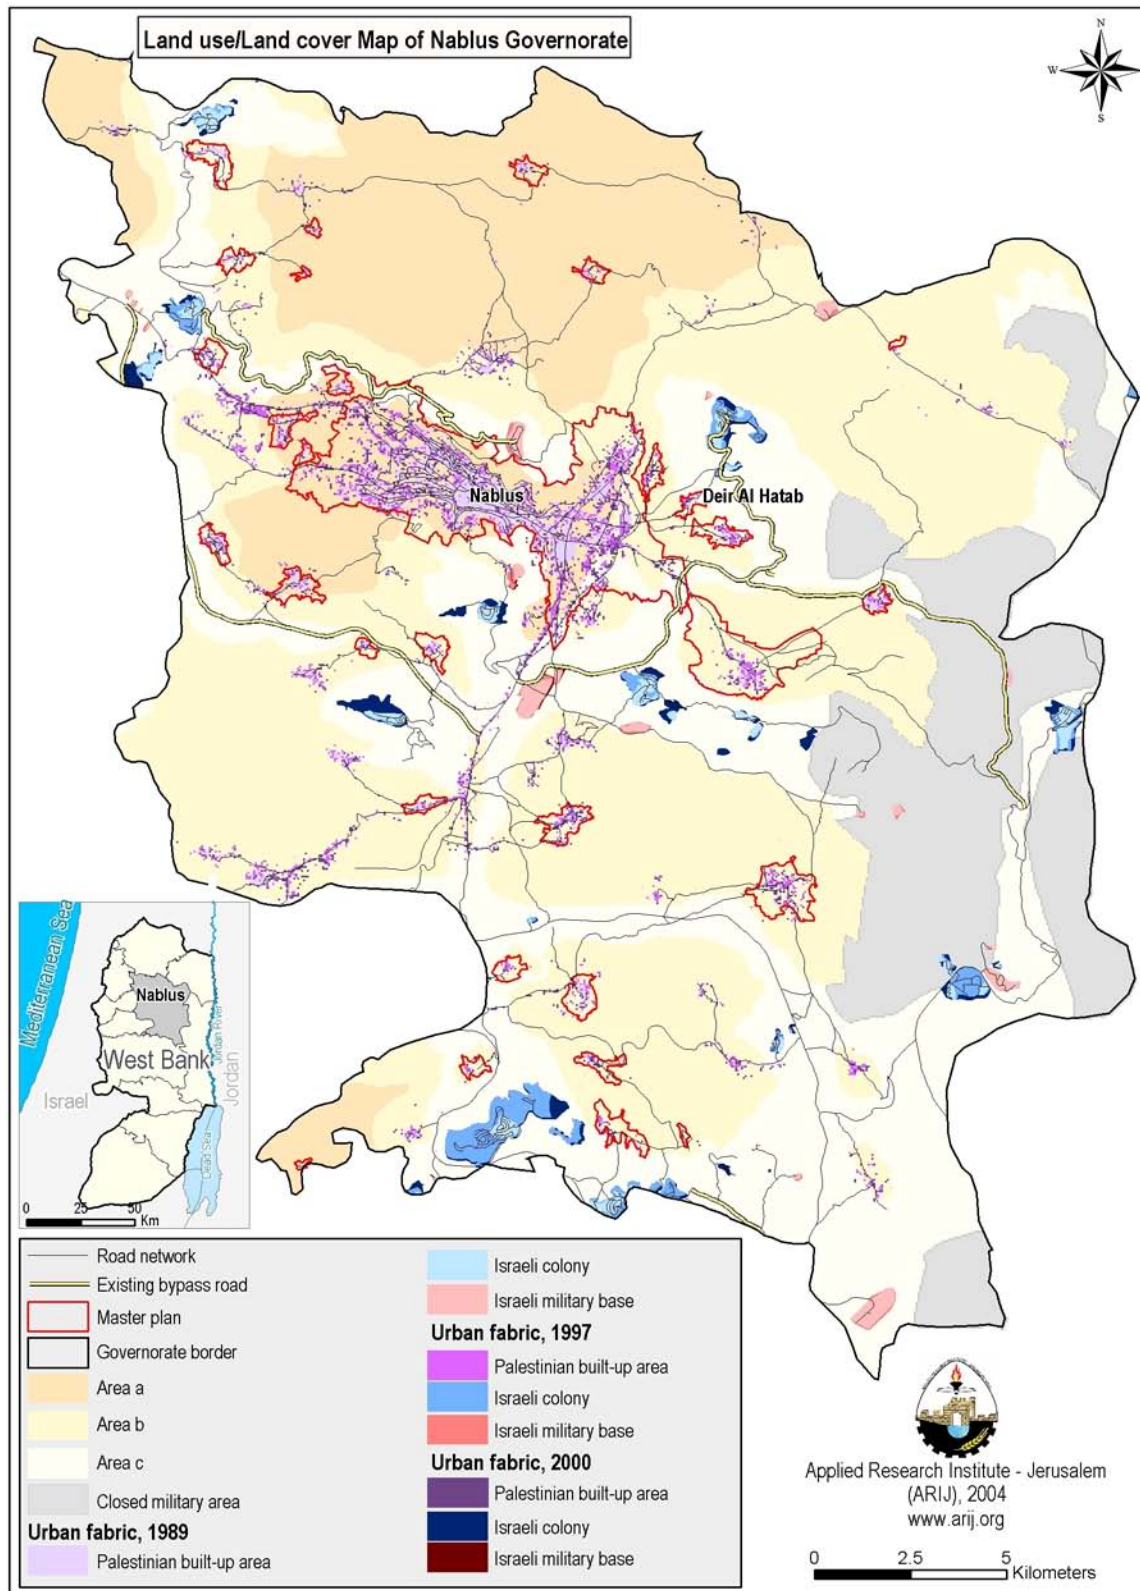 Land use/Land cover Map of Nablus Governorate
N
W
S
Nablus
Deir Al Hatab
Mediterranean Sea
Nablus
West Bank
Israel
Jordan River
Jordan
Dead Sea
0 25 50
Km
Road network
Existing bypass road
Master plan
Governorate border
Area a
Area b
Area c
Closed military area
Urban fabric, 1989
Palestinian built-up area
Israeli colony
Israeli military base
Urban fabric, 1997
Palestinian built-up area
Israeli colony
Israeli military base
Urban fabric, 2000
Palestinian built-up area
Israeli colony
Israeli military base
Applied Research Institute - Jerusalem
(ARIJ), 2004
www.arij.org
0 2.5 5
Kilometers